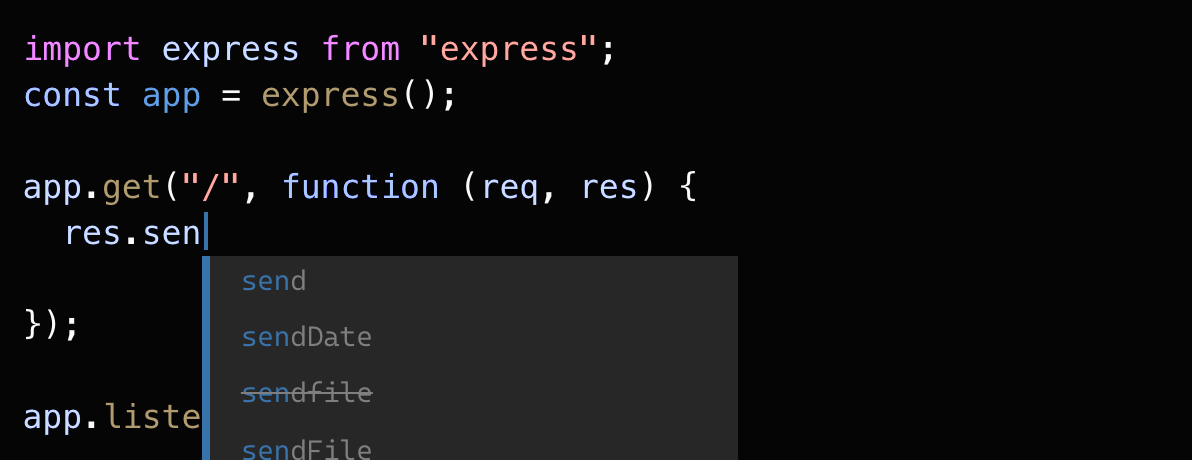 import express from "express";
const app = express();
app.get("/", function (req, res) {
  res.sen
send
sendDate
});
sendfile
app.liste
sendFile